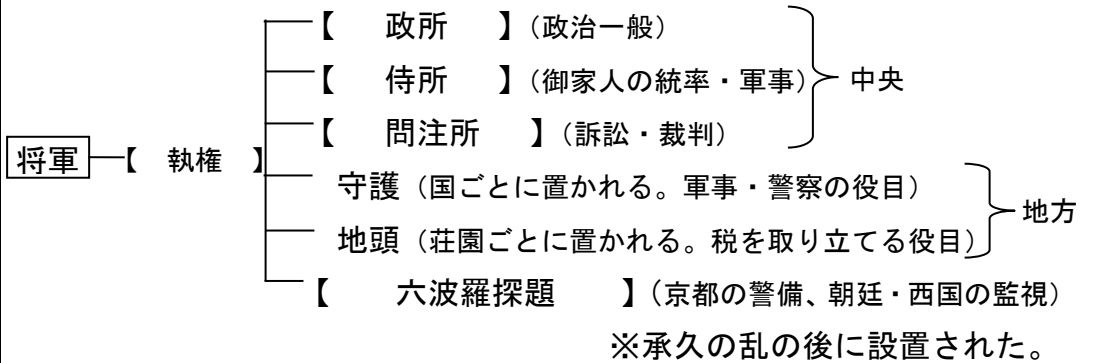 【 政所 】(政治一般)
【 侍所 】(御家人の統率・軍事)
中央
【 問注所 】(訴訟・裁判)
将軍
【 執権 】
守護(国ごとに置かれる。軍事・警察の役目)
地方
地頭(荘園ごとに置かれる。税を取り立てる役目)
【 六波羅探題 】(京都の警備、朝廷・西国の監視)
※承久の乱の後に設置された。